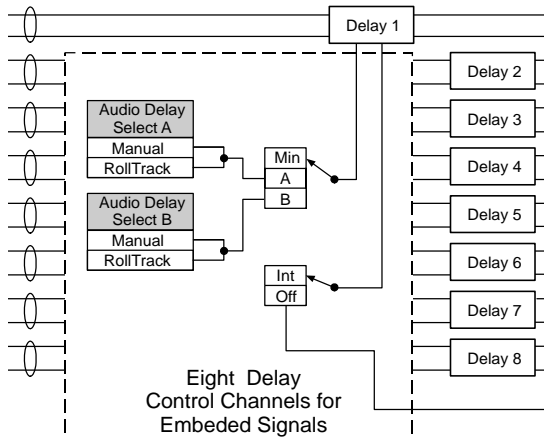 Delay 1
Delay 2
Audio Delay
Select A
Manual
RollTrack
Delay 3
Min
A
B
Delay 4
Audio Delay
Select B
Manual
RollTrack
Delay 5
Delay 6
Int
Off
Delay 7
Delay 8
Eight Delay
Control Channels for
Embeded Signals